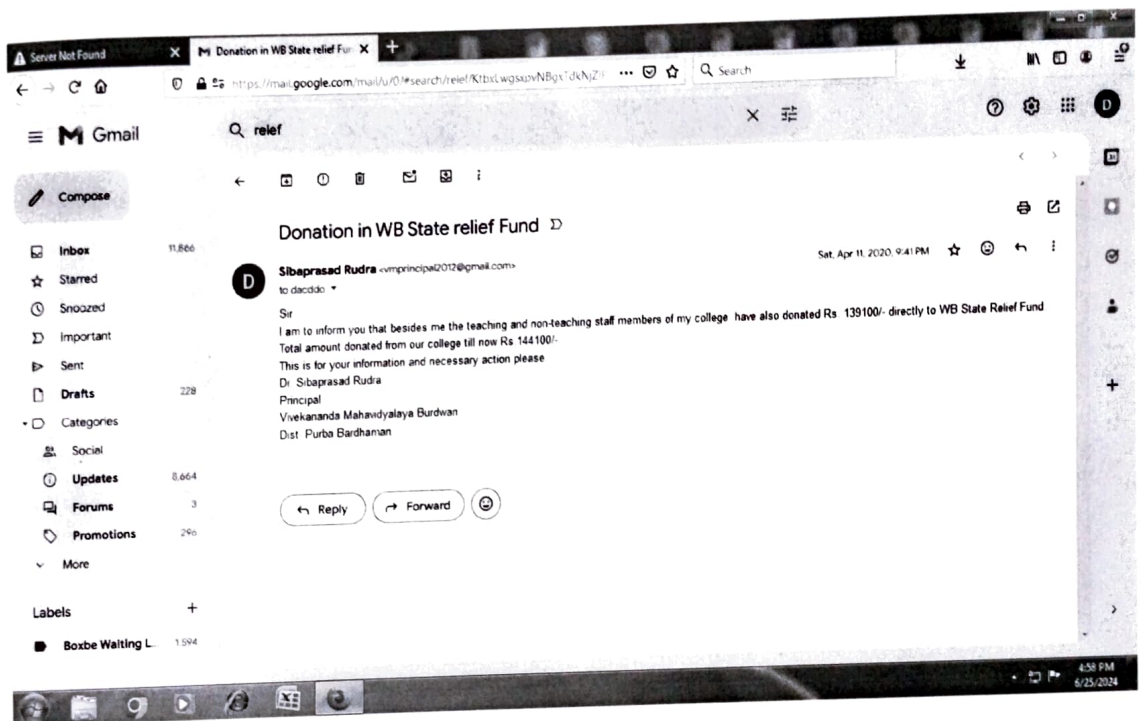 Server Not Found
Donation in WB State relief Fun
https://mail.google.com/mail/u/0/#search/relef/
Search
Gmail
relef
D
Compose
Donation in WB State relief Fund
Inbox 11,866
Sibaprasad Rudra <vmprincipal2012@gmail.com>
Sat, Apr 11, 2020, 9:41 PM
D
to dacddo
Starred
Snoozed
Important
Sent
Drafts 228
Categories
Social
Updates 8,664
Forums 3
Promotions 296
More
Labels
Boxbe Waiting L.. 1,594
Sir
I am to inform you that besides me the teaching and non-teaching staff members of my college have also donated Rs 139100/- directly to WB State Relief Fund
Total amount donated from our college till now Rs 144100/-
This is for your information and necessary action please
Dr Sibaprasad Rudra
Principal
Vivekananda Mahavidyalaya Burdwan
Dist Purba Bardhaman
Reply
Forward
4:58 PM
6/25/2024